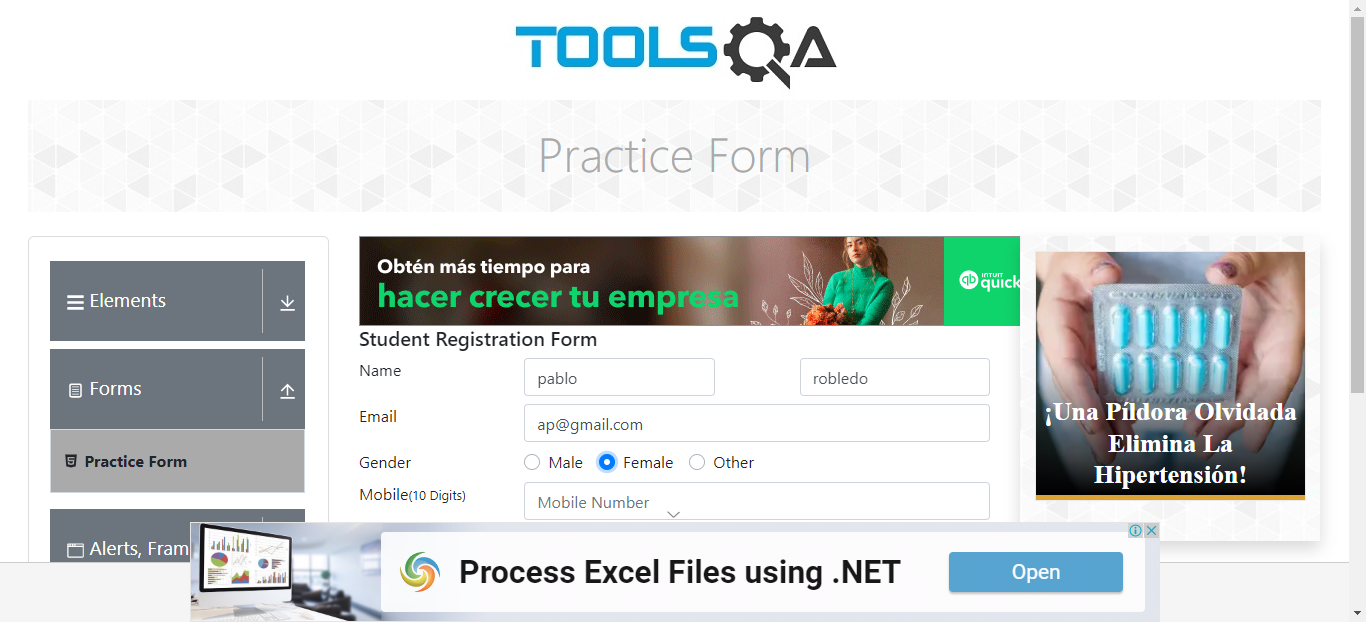 TOOLSQA
Practice Form
Elements
Forms
Practice Form
Alerts, Fram
Obtén más tiempo para
hacer crecer tu empresa
qb INTUIT
quick
Student Registration Form
Name
pablo
robledo
Email
ap@gmail.com
Gender
Male
Female
Other
Mobile(10 Digits)
Mobile Number
¡Una Píldora Olvidada
Elimina La
Hipertensión!
Process Excel Files using .NET
Open